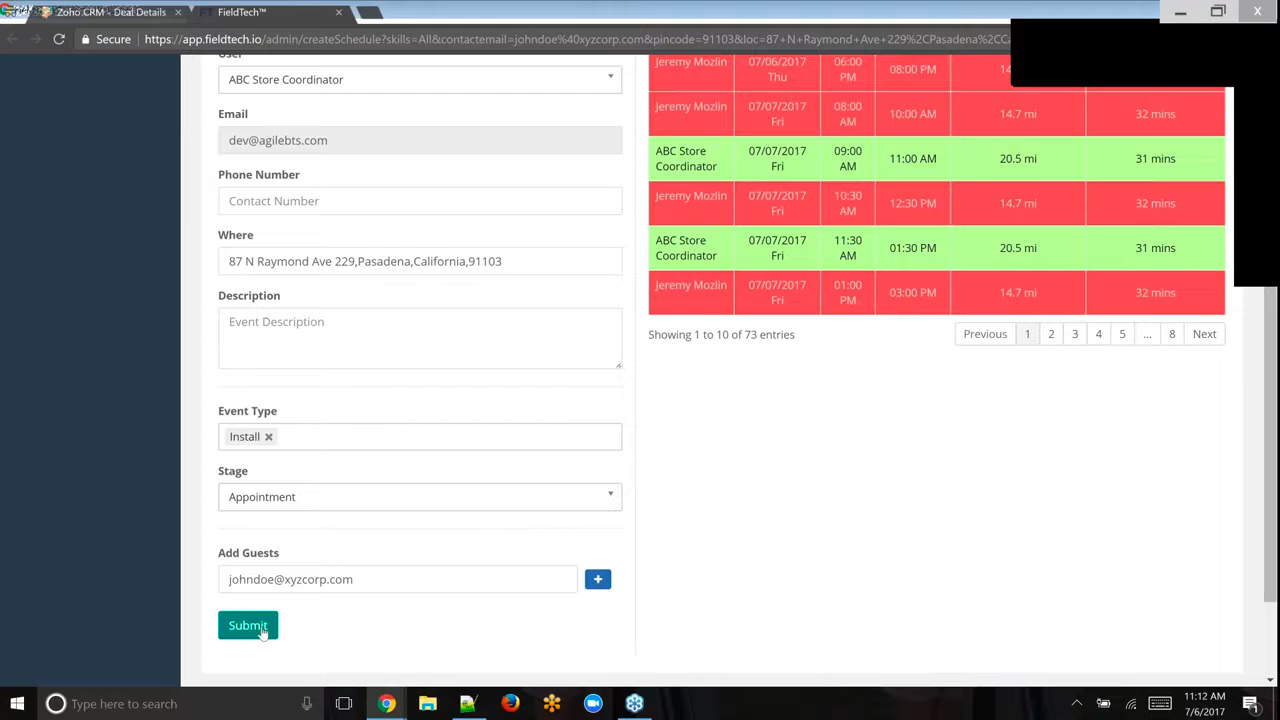 Zoho CRM - Deal Details
FieldTech™
Secure
https://app.fieldtech.io/admin/createSchedule?skills=All&contactemail=johndoe%40xyzcorp.com&pincode=91103&loc=87+N+Raymond+Ave+229%2CPasadena%2CCa
User
ABC Store Coordinator
Email
dev@agilebts.com
Phone Number
Contact Number
Where
87 N Raymond Ave 229,Pasadena,California,91103
Description
Event Description
Event Type
Install ✖
Stage
Appointment
Add Guests
johndoe@xyzcorp.com
+
Submit
Jeremy Mozlin 07/06/2017 Thu 06:00 PM 08:00 PM
Jeremy Mozlin 07/07/2017 Fri 08:00 AM 10:00 AM 14.7 mi 32 mins
ABC Store Coordinator 07/07/2017 Fri 09:00 AM 11:00 AM 20.5 mi 31 mins
Jeremy Mozlin 07/07/2017 Fri 10:30 AM 12:30 PM 14.7 mi 32 mins
ABC Store Coordinator 07/07/2017 Fri 11:30 AM 01:30 PM 20.5 mi 31 mins
Jeremy Mozlin 07/07/2017 Fri 01:00 PM 03:00 PM 14.7 mi 32 mins
Showing 1 to 10 of 73 entries
Previous 1 2 3 4 5 ... 8 Next
Type here to search
11:12 AM
7/6/2017
1